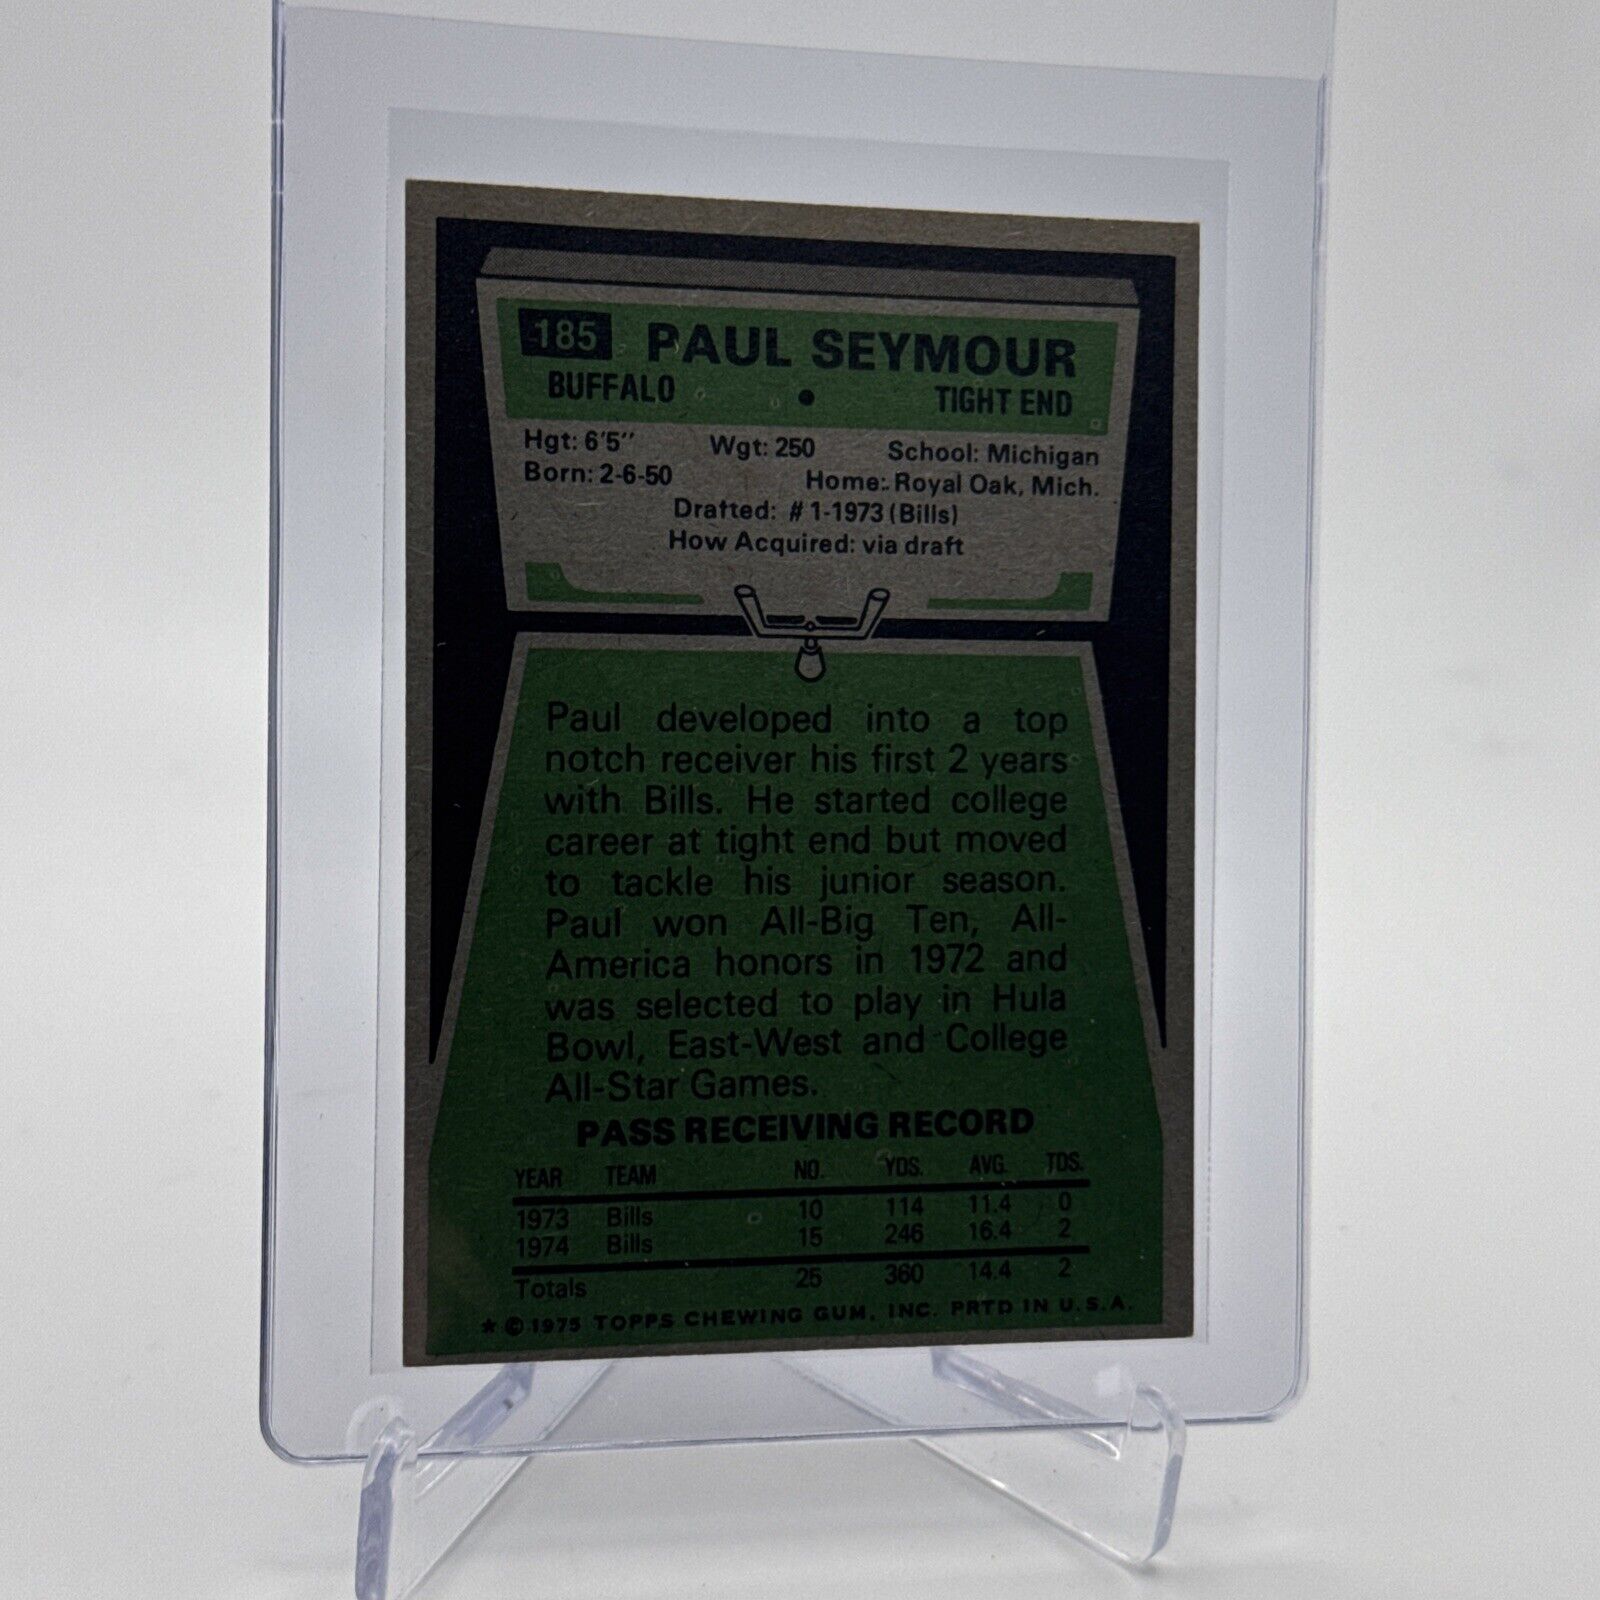 185 PAUL SEYMOUR
BUFFALO • TIGHT END
Hgt: 6'5" Wgt: 250 School: Michigan
Born: 2-6-50 Home: Royal Oak, Mich.
Drafted: #1-1973 (Bills)
How Acquired: via draft
Paul developed into a top
notch receiver his first 2 years
with Bills. He started college
career at tight end but moved
to tackle his junior season.
Paul won All-Big Ten, All-
America honors in 1972 and
was selected to play in Hula
Bowl, East-West and College
All-Star Games.
PASS RECEIVING RECORD
YEAR TEAM NO. YDS. AVG. TDS.
1973 Bills 10 114 11.4 0
1974 Bills 15 246 16.4 2
Totals 25 360 14.4 2
* © 1975 TOPPS CHEWING GUM, INC. PRTD IN U.S.A.